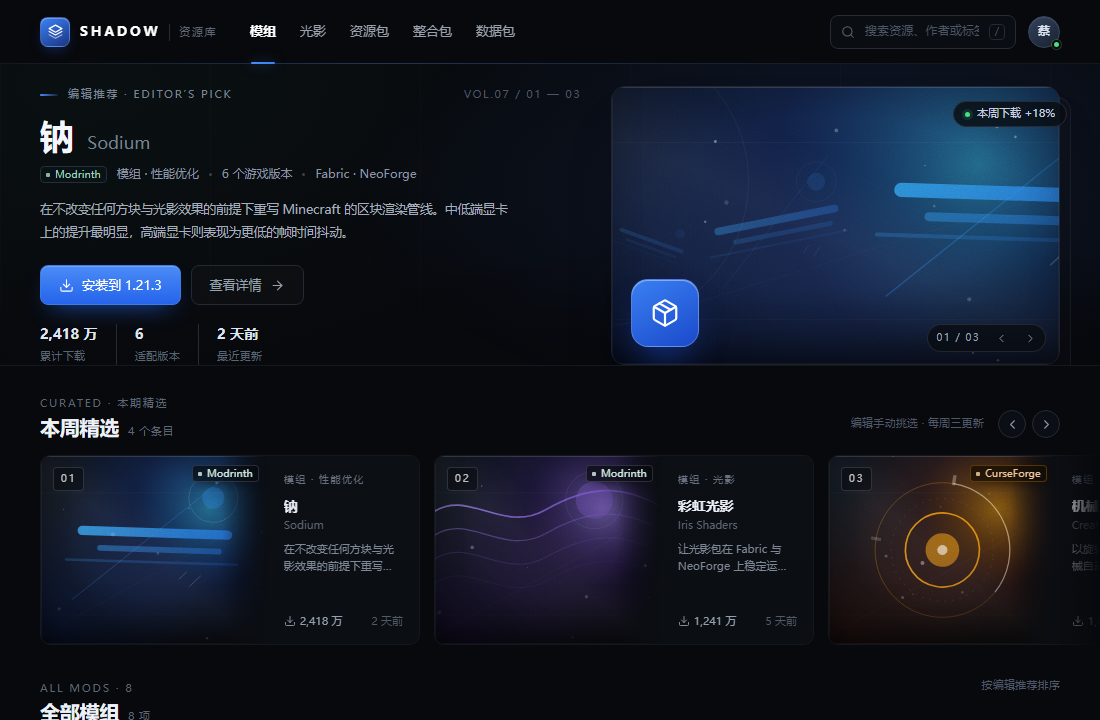 SHADOW 资源库 模组 光影 资源包 整合包 数据包 搜索资源、作者或标签 / 蔡
编辑推荐 · EDITOR'S PICK VOL.07 / 01 — 03
本周下载 +18%
钠 Sodium
Modrinth 模组 · 性能优化 • 6 个游戏版本 • Fabric · NeoForge
在不改变任何方块与光影效果的前提下重写 Minecraft 的区块渲染管线。中低端显卡
上的提升最明显，高端显卡则表现为更低的帧时间抖动。
安装到 1.21.3 查看详情 →
2,418 万 6 2 天前
累计下载 适配版本 最近更新
01 / 03
CURATED · 本期精选
本周精选 4 个条目
编辑手动挑选 · 每周三更新
01 Modrinth
模组 · 性能优化
钠
Sodium
在不改变任何方块与光
影效果的前提下重写...
2,418 万 2 天前
02 Modrinth
模组 · 光影
彩虹光影
Iris Shaders
让光影包在 Fabric 与
NeoForge 上稳定运...
1,241 万 5 天前
03 CurseForge
模组
机械
Crea
以旋
械自
1,
ALL MODS · 8
全部模组 8 项
按编辑推荐排序